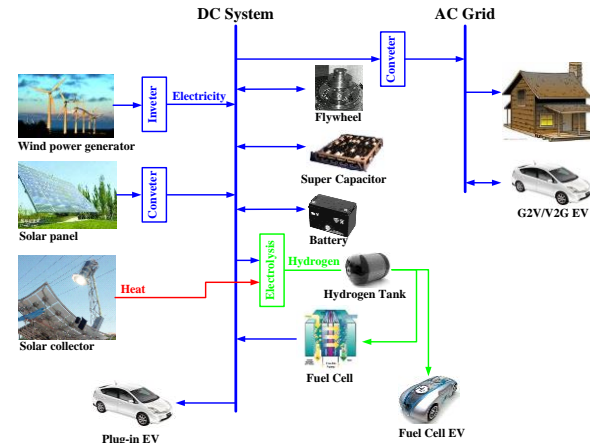 DC System
AC Grid
Inveter
Electricity
Conveter
Wind power generator
Flywheel
Super Capacitor
G2V/V2G EV
Conveter
Solar panel
Battery
Electrolysis
Hydrogen
Hydrogen Tank
Heat
Solar collector
Fuel Cell
Plug-in EV
Fuel Cell EV